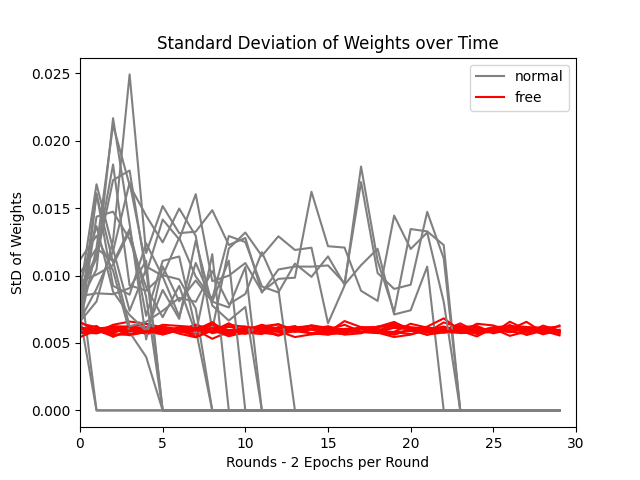 Standard Deviation of Weights over Time
StD of Weights
0.025
0.020
0.015
0.010
0.005
0.000
normal
free
0 5 10 15 20 25 30
Rounds - 2 Epochs per Round